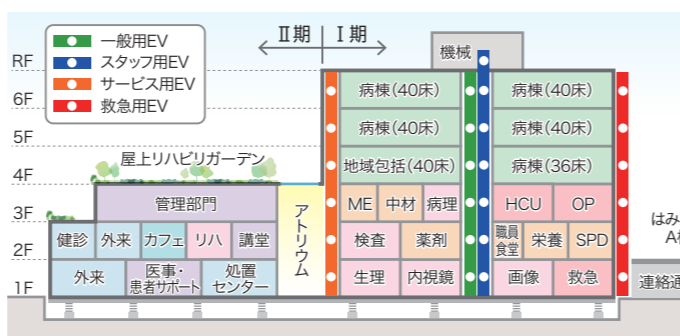 一般用EV
スタッフ用EV
サービス用EV
救急用EV
Ⅱ期 Ⅰ期
機械
RF
6F
5F
4F
3F
2F
1F
病棟(40床) 病棟(40床)
病棟(40床) 病棟(40床)
屋上リハビリガーデン
地域包括(40床) 病棟(36床)
管理部門
アトリウム
ME 中材 病理 HCU OP
健診 外来 カフェ リハ 講堂
検査 薬剤
職員
食堂
栄養 SPD
外来
医事・
患者サポート
処置
センター
生理 内視鏡 画像 救急
はみ
A
連絡通